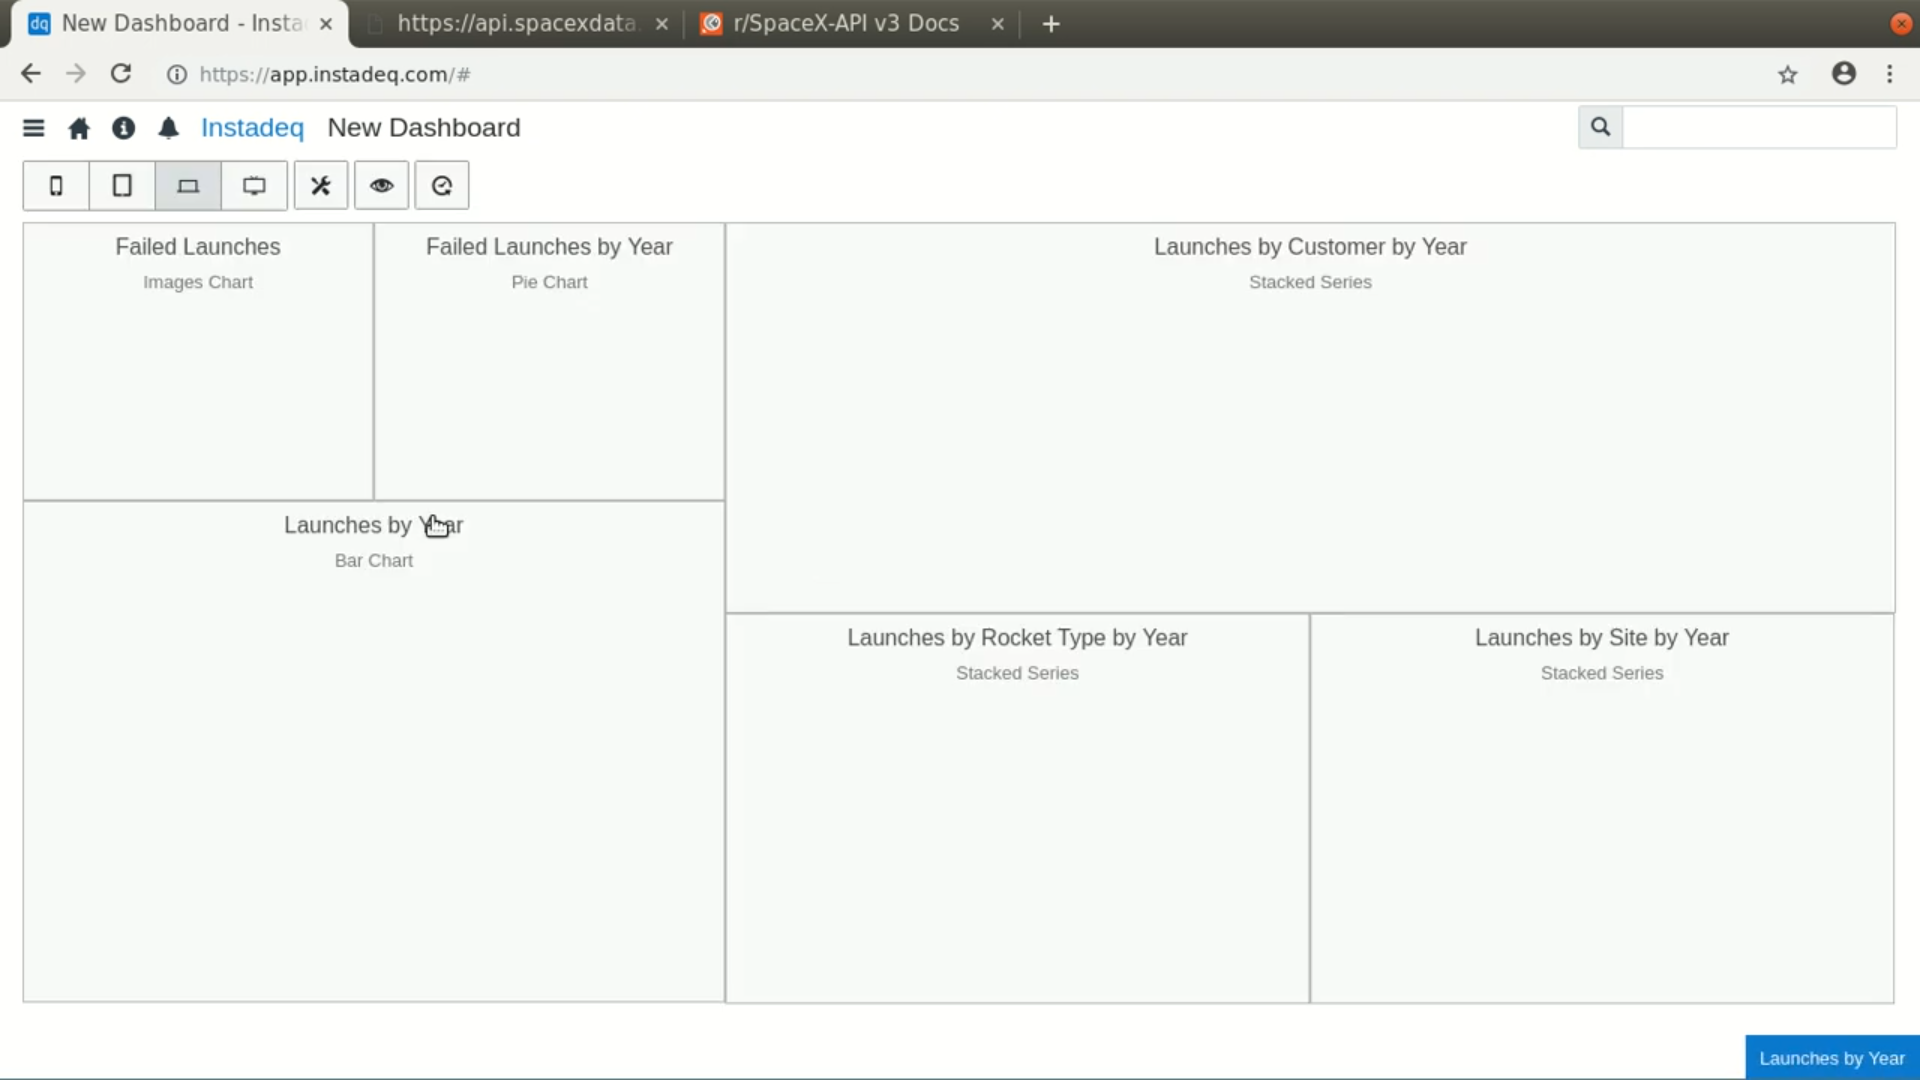 dq New Dashboard - Insta
https://api.spacexdata.
r/SpaceX-API v3 Docs
https://app.instadeq.com/#
Instadeq New Dashboard
Failed Launches
Images Chart
Failed Launches by Year
Pie Chart
Launches by Customer by Year
Stacked Series
Launches by Year
Bar Chart
Launches by Rocket Type by Year
Stacked Series
Launches by Site by Year
Stacked Series
Launches by Year